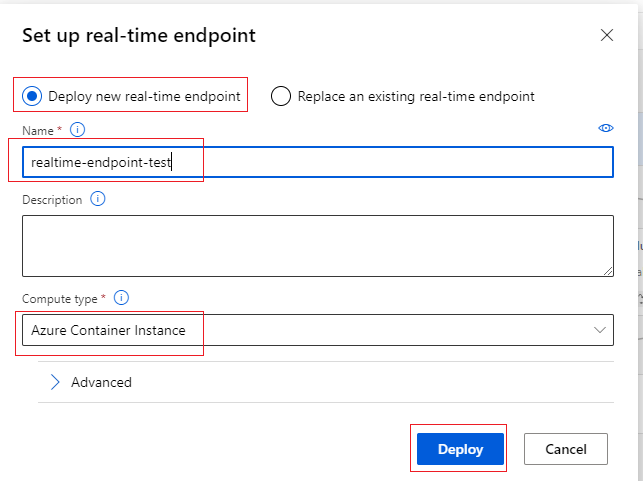 Set up real-time endpoint
Deploy new real-time endpoint Replace an existing real-time endpoint
Name *
realtime-endpoint-test
Description
Compute type *
Azure Container Instance
Advanced
Deploy Cancel